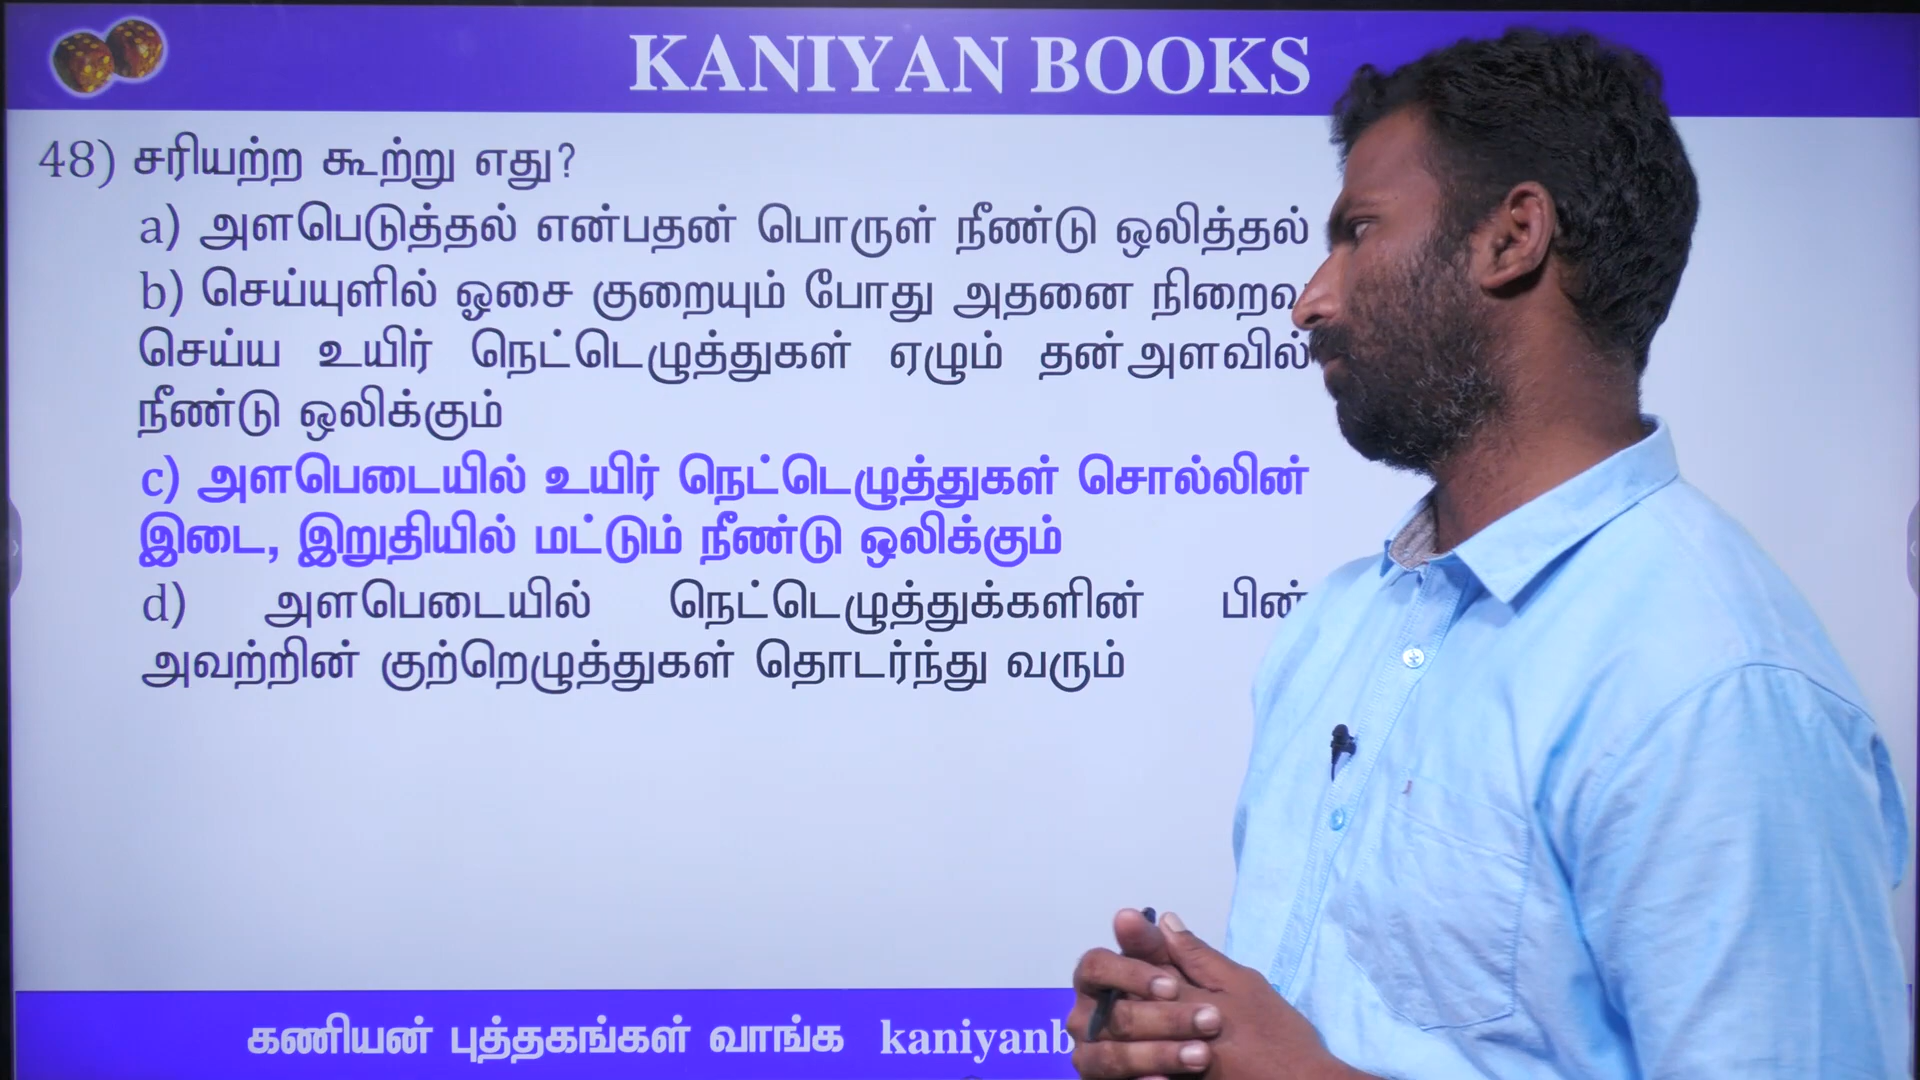 KANIYAN BOOKS
48) சரியற்ற கூற்று எது?
a) அளபெடுத்தல் என்பதன் பொருள் நீண்டு ஒலித்தல்
b) செய்யுளில் ஓசை குறையும் போது அதனை
செய்ய உயிர் நெட்டெழுத்துகள் ஏழும் தன்அளவில்
நீண்டு ஒலிக்கும்
c) அளபெடையில் உயிர் நெட்டெழுத்துகள் சொல்லின்
இடை, இறுதியில் மட்டும் நீண்டு ஒலிக்கும்
d) அளபெடையில் நெட்டெழுத்துக்களின் பின்
அவற்றின் குற்றெழுத்துகள் தொடர்ந்து வரும்
கணியன் புத்தகங்கள் வாங்க